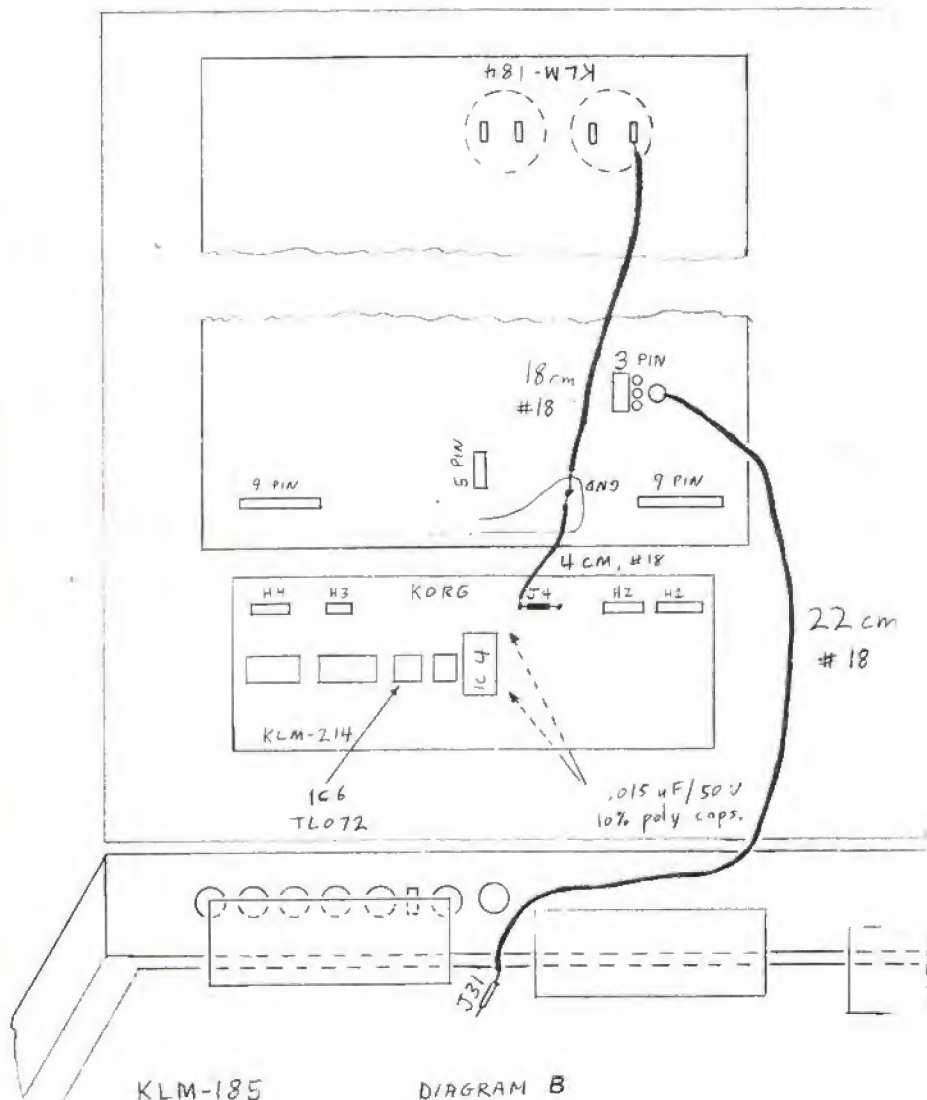 KLM-184
3 PIN
18cm
#18
5 PIN
9 PIN
GND
9 PIN
4 CM, #18
H4
H3
KORG
J4
H2
H1
22 cm
#18
IC 4
KLM-214
IC6
TL072
.015 uF/50V
10% poly caps.
J31
KLM-185
DIAGRAM B